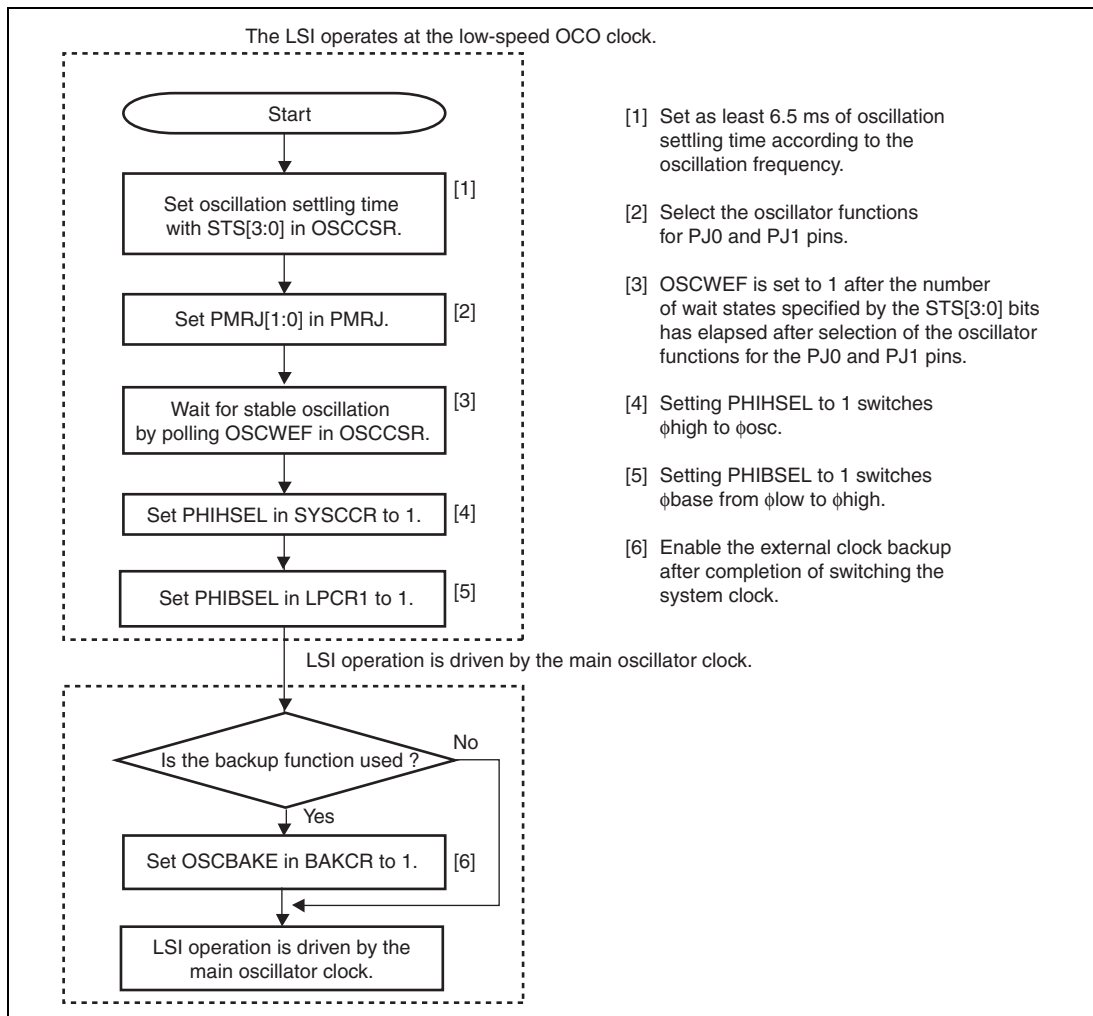 The LSI operates at the low-speed OCO clock.
Start
Set oscillation settling time
with STS[3:0] in OSCCSR.
[1]
Set PMRJ[1:0] in PMRJ.
[2]
Wait for stable oscillation
by polling OSCWEF in OSCCSR.
[3]
Set PHIHSEL in SYSCCR to 1.
[4]
Set PHIBSEL in LPCR1 to 1.
[5]
[1] Set as least 6.5 ms of oscillation
settling time according to the
oscillation frequency.
[2] Select the oscillator functions
for PJ0 and PJ1 pins.
[3] OSCWEF is set to 1 after the number
of wait states specified by the STS[3:0] bits
has elapsed after selection of the oscillator
functions for the PJ0 and PJ1 pins.
[4] Setting PHIHSEL to 1 switches
ϕhigh to ϕosc.
[5] Setting PHIBSEL to 1 switches
ϕbase from ϕlow to ϕhigh.
[6] Enable the external clock backup
after completion of switching the
system clock.
LSI operation is driven by the main oscillator clock.
Is the backup function used ?
No
Yes
Set OSCBAKE in BAKCR to 1.
[6]
LSI operation is driven by the
main oscillator clock.